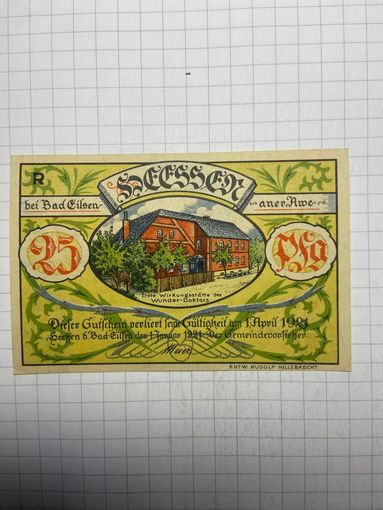 HEESSEN
R
bei Bad Eilsen
an der Awe
25 Pfg
Erste Wirkungsstätte des
Wunder-Doktors
Dieser Gutschein verliert seine Gültigkeit am 1. April 1921
Heeßen b. Bad Eilsen des 1. Januar 1921. Der Gemeindevorsteher:
ENTW. RUDOLF HILLEBRECHT.